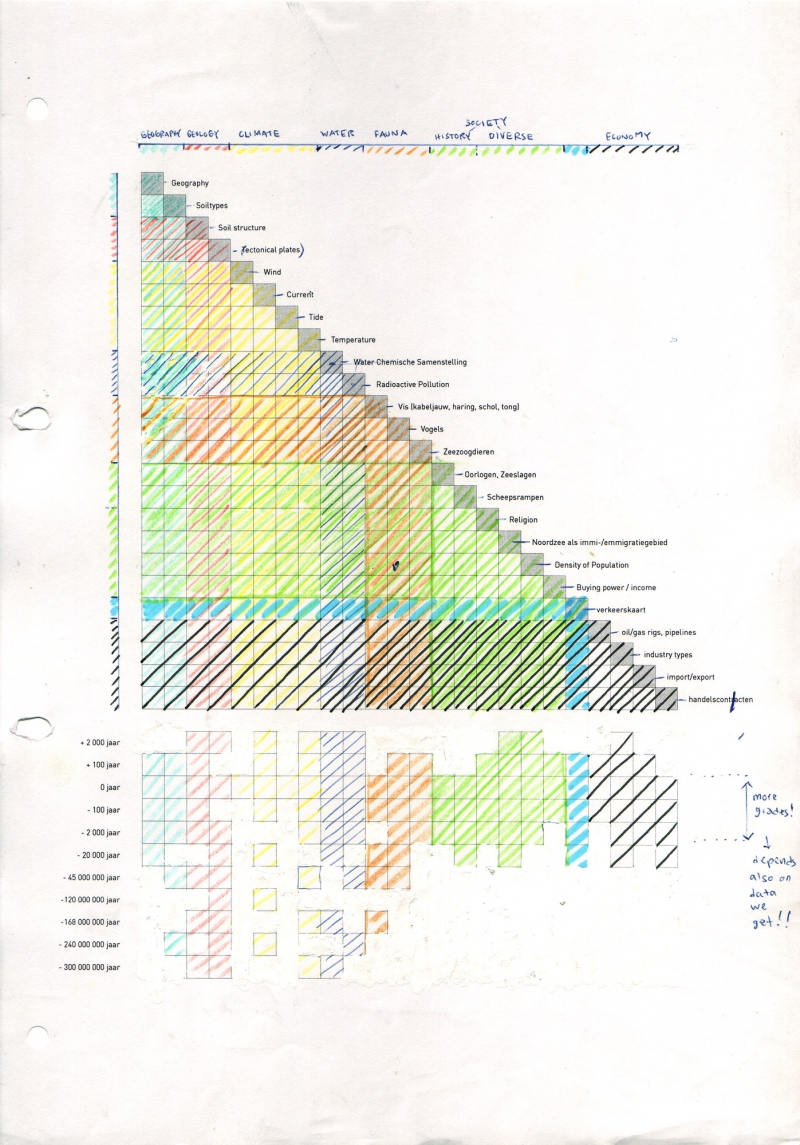 SOCIETY
GEOGRAPHY GEOLOGY CLIMATE WATER FAUNA HISTORY DIVERSE ECONOMY
Geography
Soiltypes
Soil structure
(Tectonical plates)
Wind
Current
Tide
Temperature
Water Chemische Samenstelling
Radioactive Pollution
Vis (kabeljauw, haring, schol, tong)
Vogels
Zeezoogdieren
Oorlogen, Zeeslagen
Scheepsrampen
Religion
Noordzee als immi-/emmigratiegebied
Density of Population
Buying power / income
verkeerskaart
oil/gas rigs, pipelines
industry types
import/export
handelscontracten
+ 2 000 jaar
+ 100 jaar
0 jaar
- 100 jaar
- 2 000 jaar
- 20 000 jaar
- 45 000 000 jaar
-120 000 000 jaar
-168 000 000 jaar
- 240 000 000 jaar
- 300 000 000 jaar
more
grades!
depends
also on
data
we
get!!